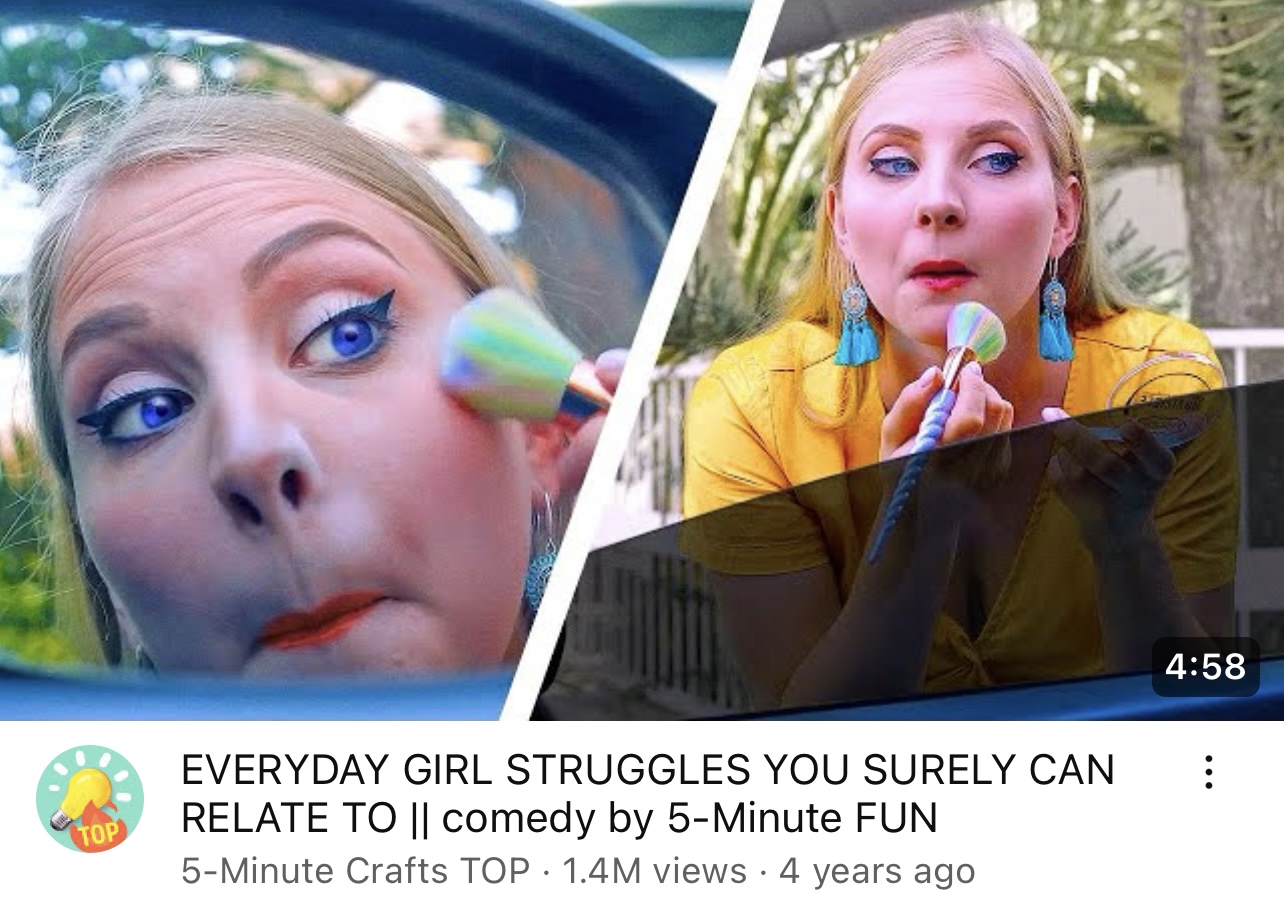 4:58
EVERYDAY GIRL STRUGGLES YOU SURELY CAN
RELATE TO || comedy by 5-Minute FUN
TOP
5-Minute Crafts TOP · 1.4M views · 4 years ago